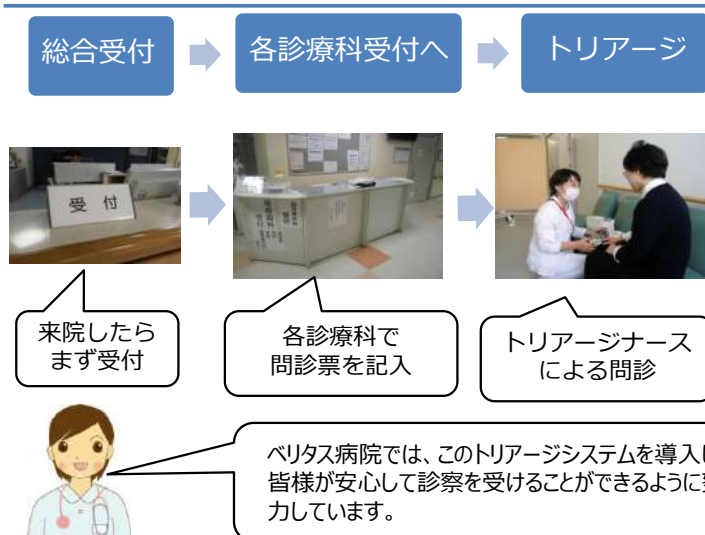 総合受付
各診療科受付へ
トリアージ
受 付
来院したら
まず受付
各診療科で
問診票を記入
トリアージナース
による問診
ベリタス病院では、このトリアージシステムを導入し
皆様が安心して診察を受けることができるように努
力しています。